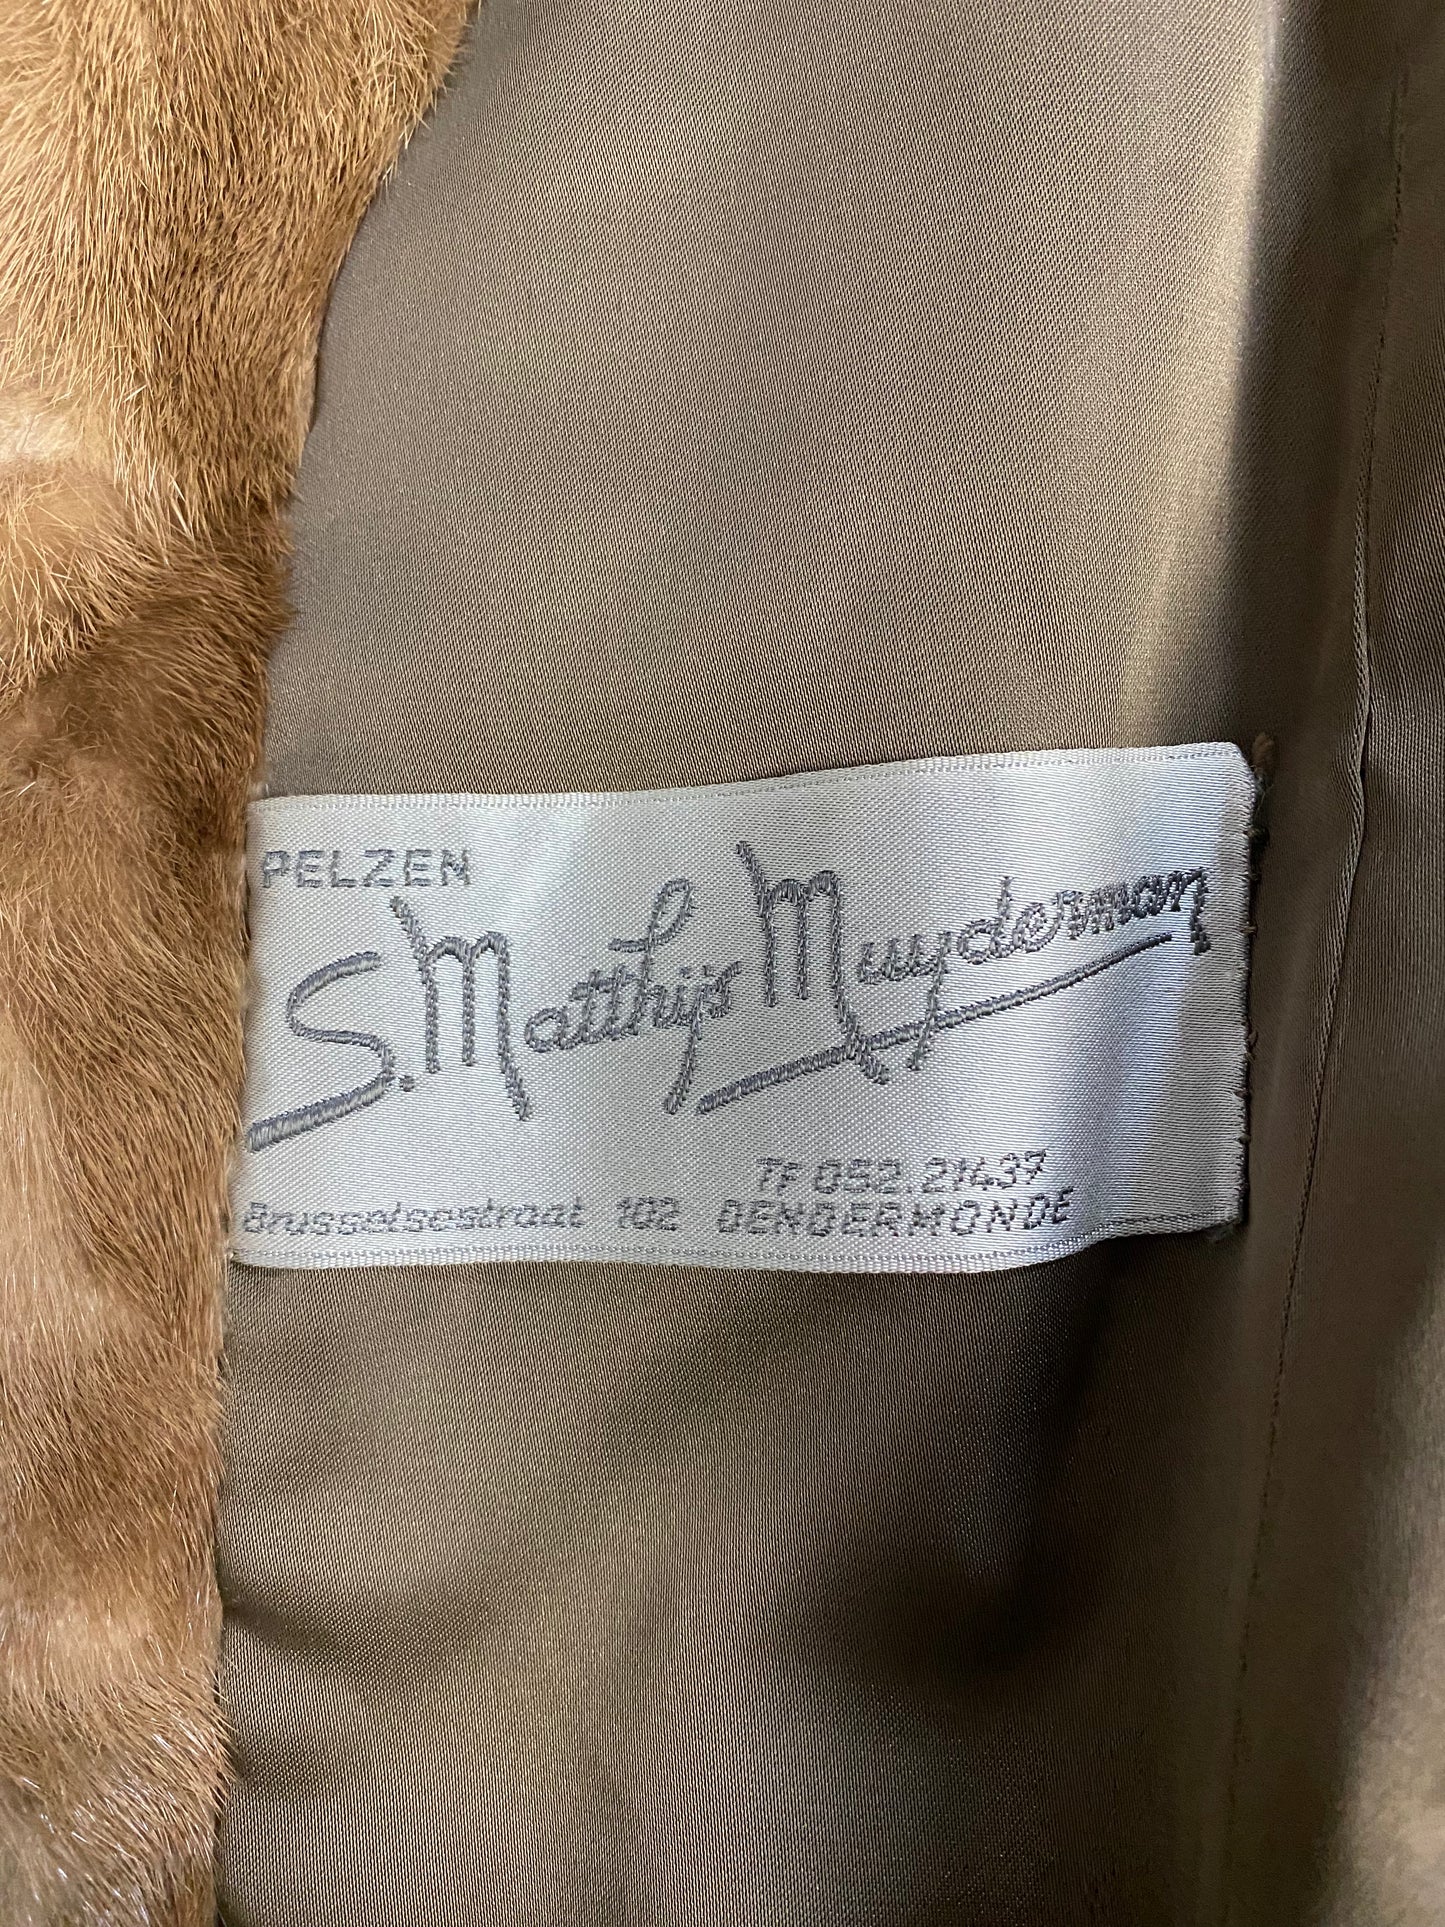 PELZEN
S. Matthijs Muyderman
TF 052.21437
Brusselsestraat 102 DENDERMONDE